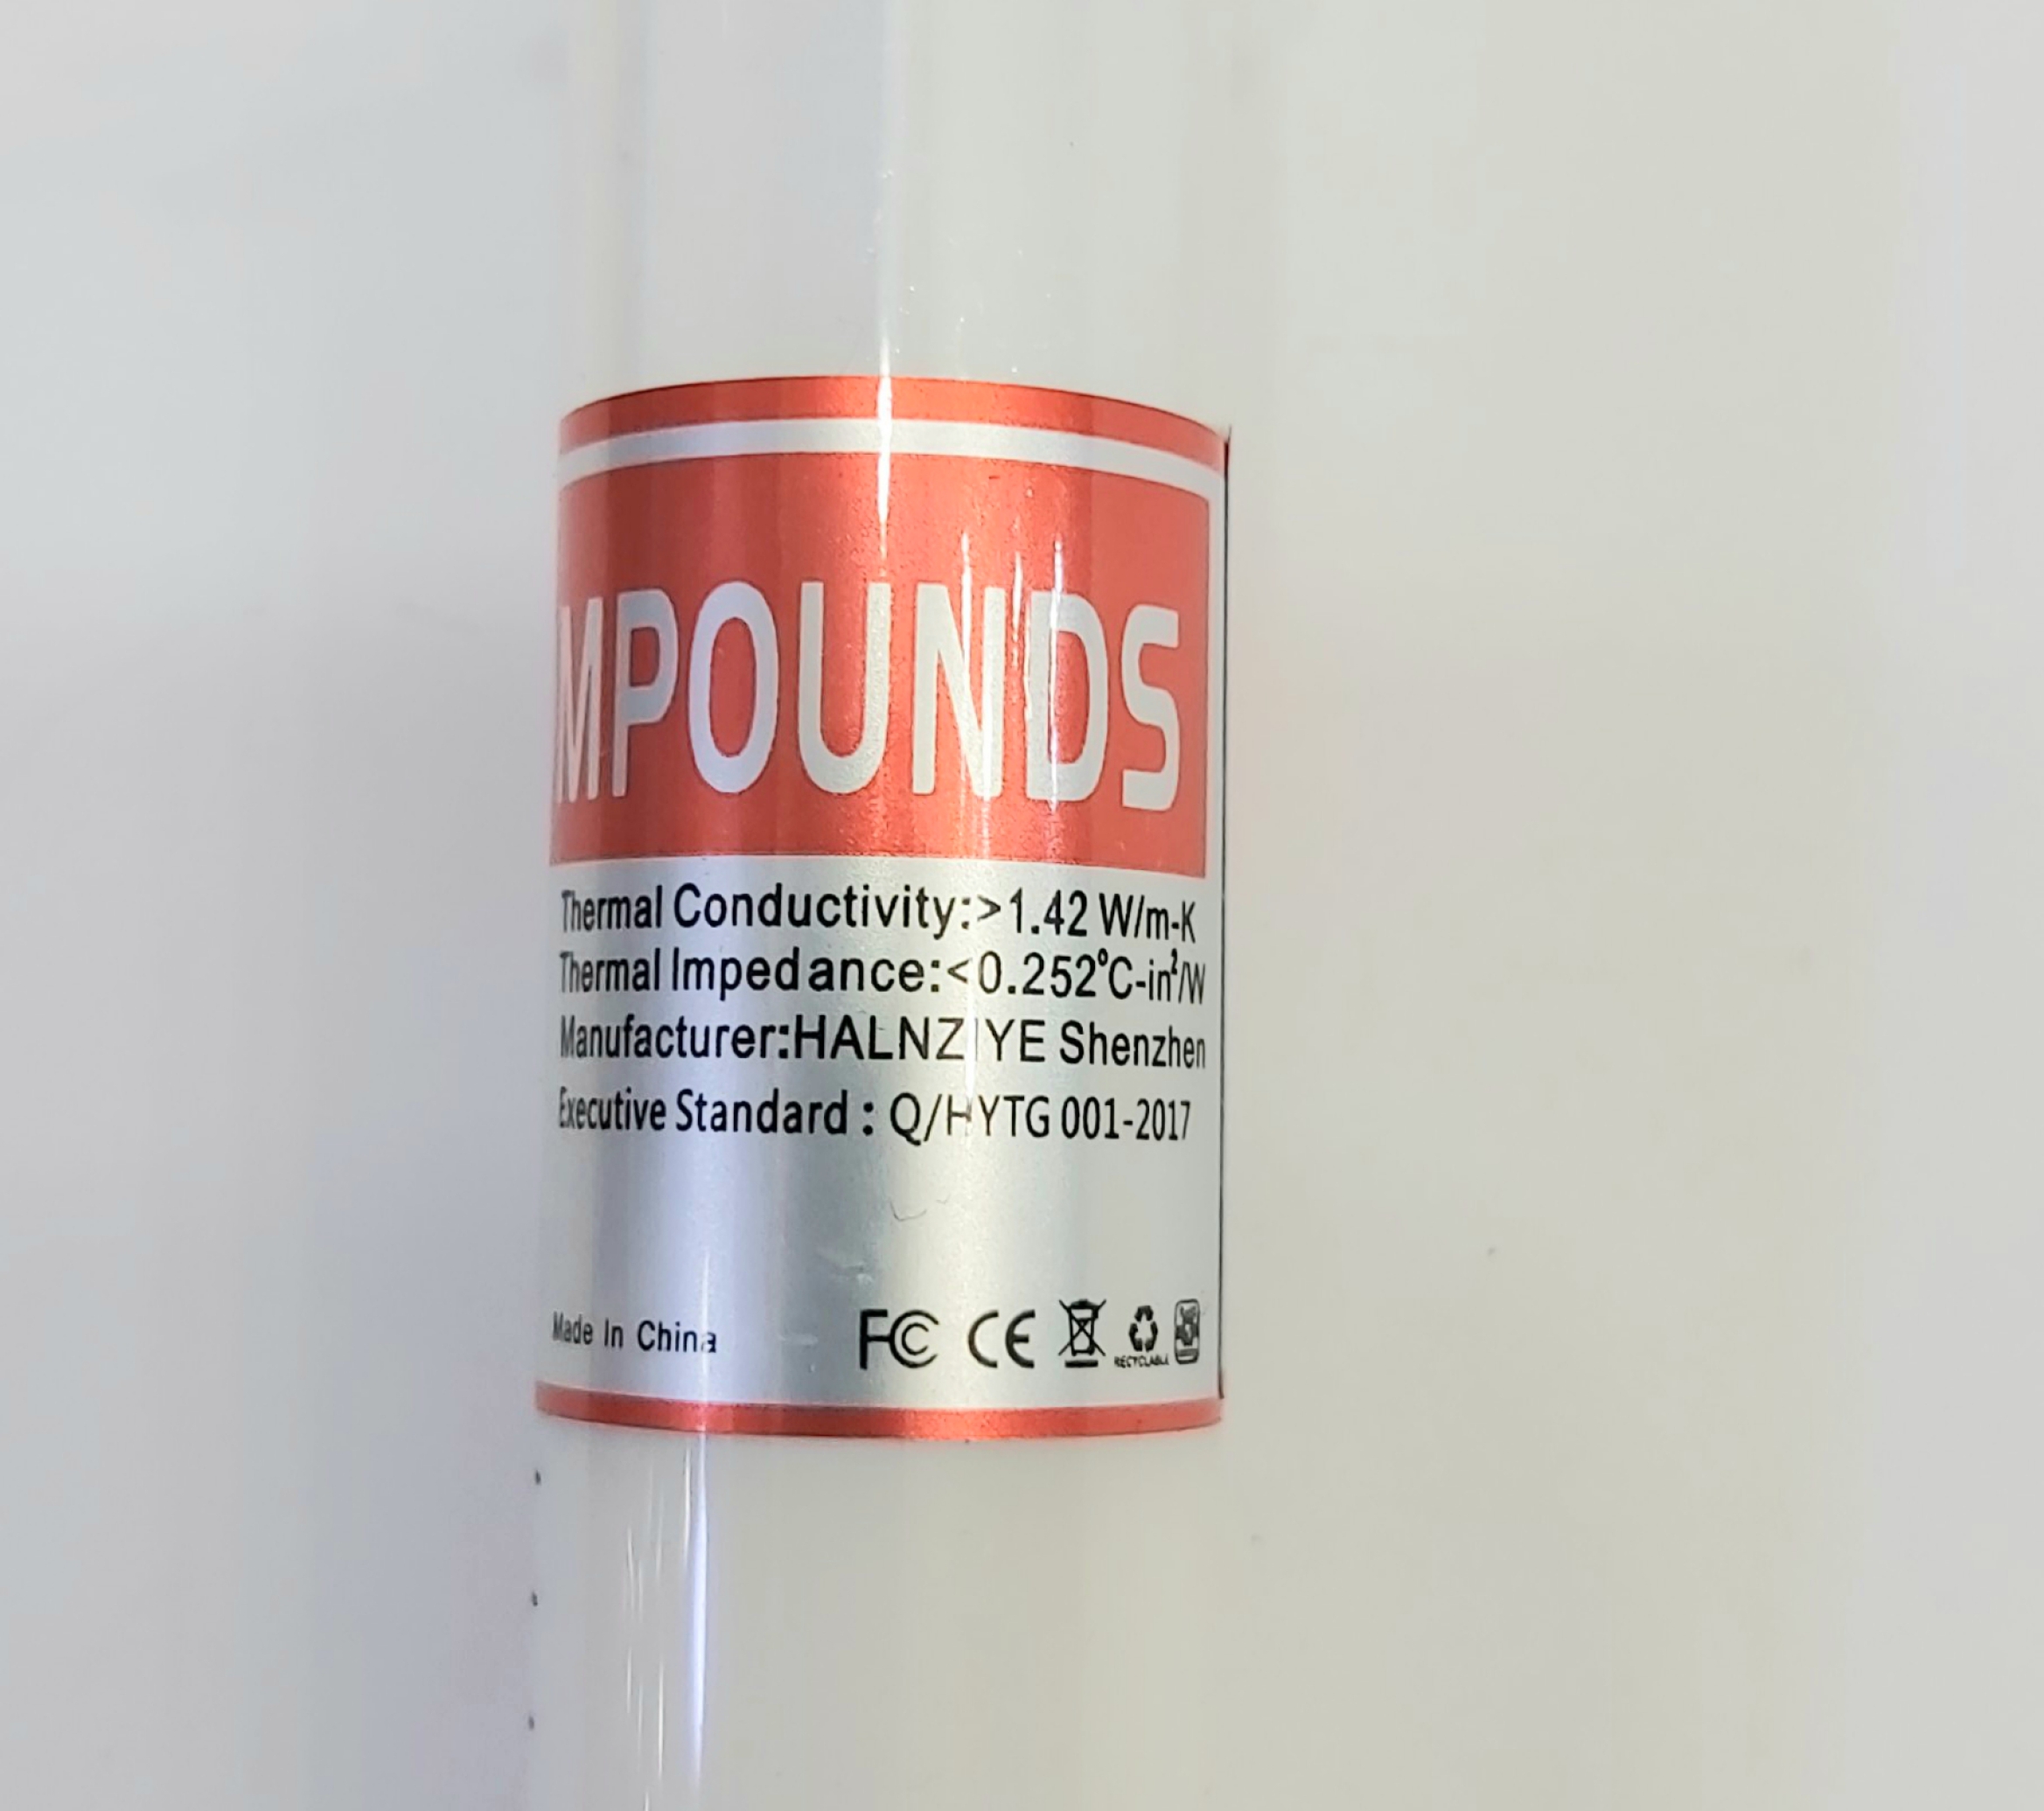 MPOUNDS
Thermal Conductivity:>1.42 W/m-K
Thermal Impedance:<0.252°C-in²/W
Manufacturer:HALNZIYE Shenzhen
Executive Standard : Q/HYTG 001-2017
Made In China
FC CE RECYCLABLE